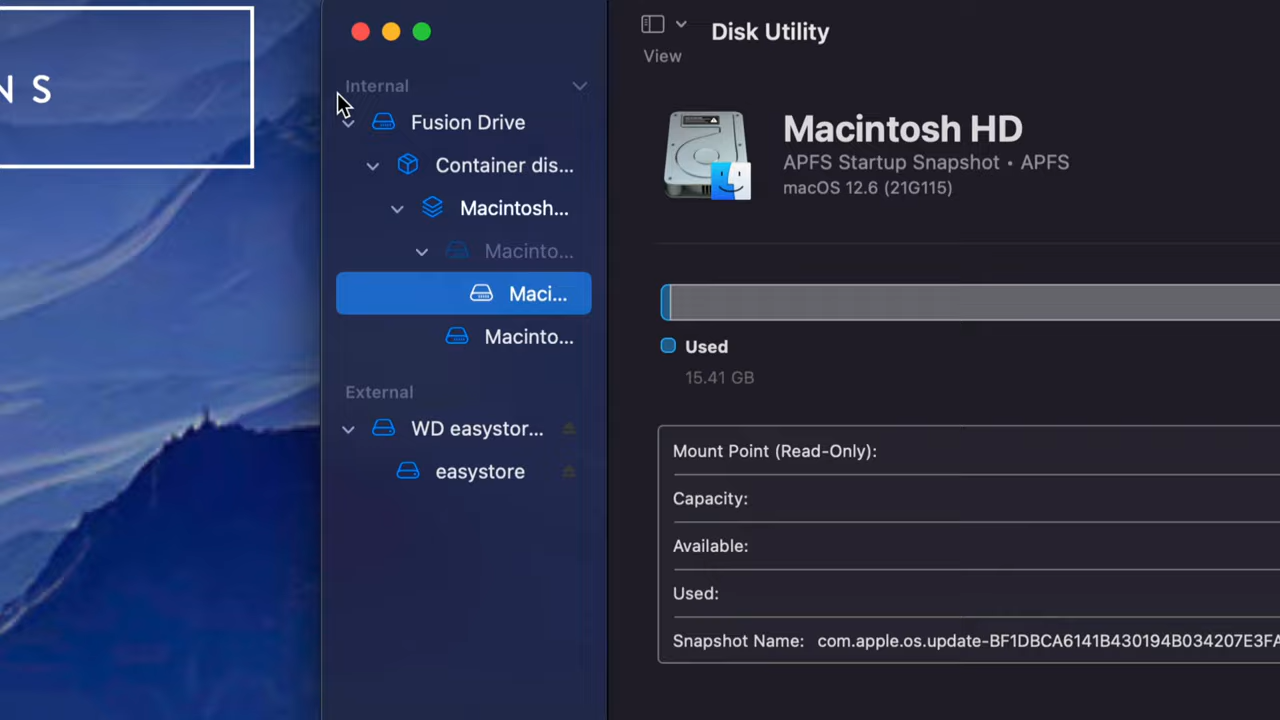 N S
Internal
Fusion Drive
Container dis...
Macintosh...
Macinto...
Maci...
Macinto...
External
WD easystor...
easystore
View
Disk Utility
Macintosh HD
APFS Startup Snapshot • APFS
macOS 12.6 (21G115)
Used
15.41 GB
Mount Point (Read-Only):
Capacity:
Available:
Used:
Snapshot Name: com.apple.os.update-BF1DBCA6141B430194B034207E3FA